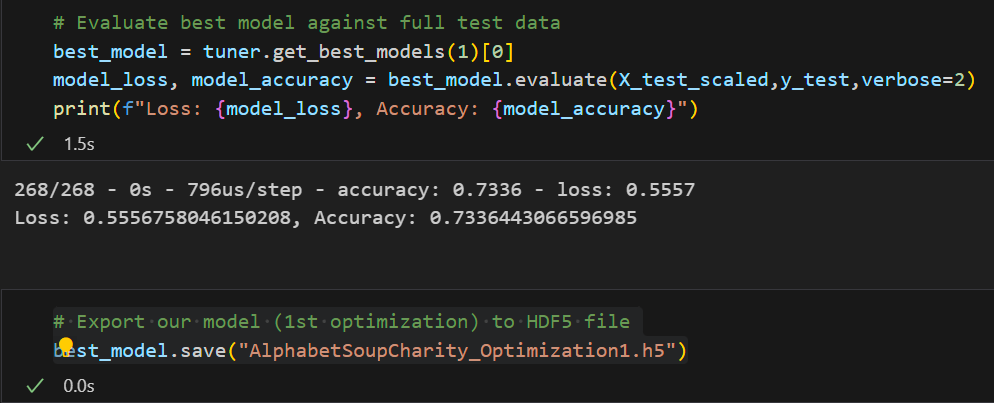 # Evaluate best model against full test data
best_model = tuner.get_best_models(1)[0]
model_loss, model_accuracy = best_model.evaluate(X_test_scaled,y_test,verbose=2)
print(f"Loss: {model_loss}, Accuracy: {model_accuracy}")
1.5s
268/268 - 0s - 796us/step - accuracy: 0.7336 - loss: 0.5557
Loss: 0.5556758046150208, Accuracy: 0.7336443066596985
# Export our model (1st optimization) to HDF5 file
best_model.save("AlphabetSoupCharity_Optimization1.h5")
0.0s